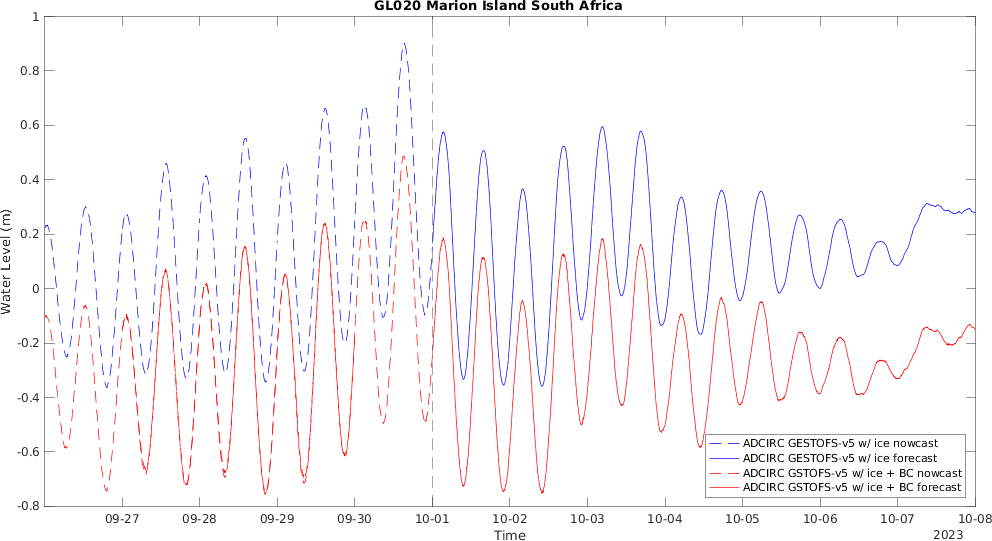 GL020 Marion Island South Africa
1
0.8
0.6
0.4
0.2
0
-0.2
-0.4
-0.6
-0.8
Water Level (m)
09-27 09-28 09-29 09-30 10-01 10-02 10-03 10-04 10-05 10-06 10-07 10-08
Time
2023
ADCIRC GESTOFS-v5 w/ ice nowcast
ADCIRC GESTOFS-v5 w/ ice forecast
ADCIRC GSTOFS-v5 w/ ice + BC nowcast
ADCIRC GSTOFS-v5 w/ ice + BC forecast